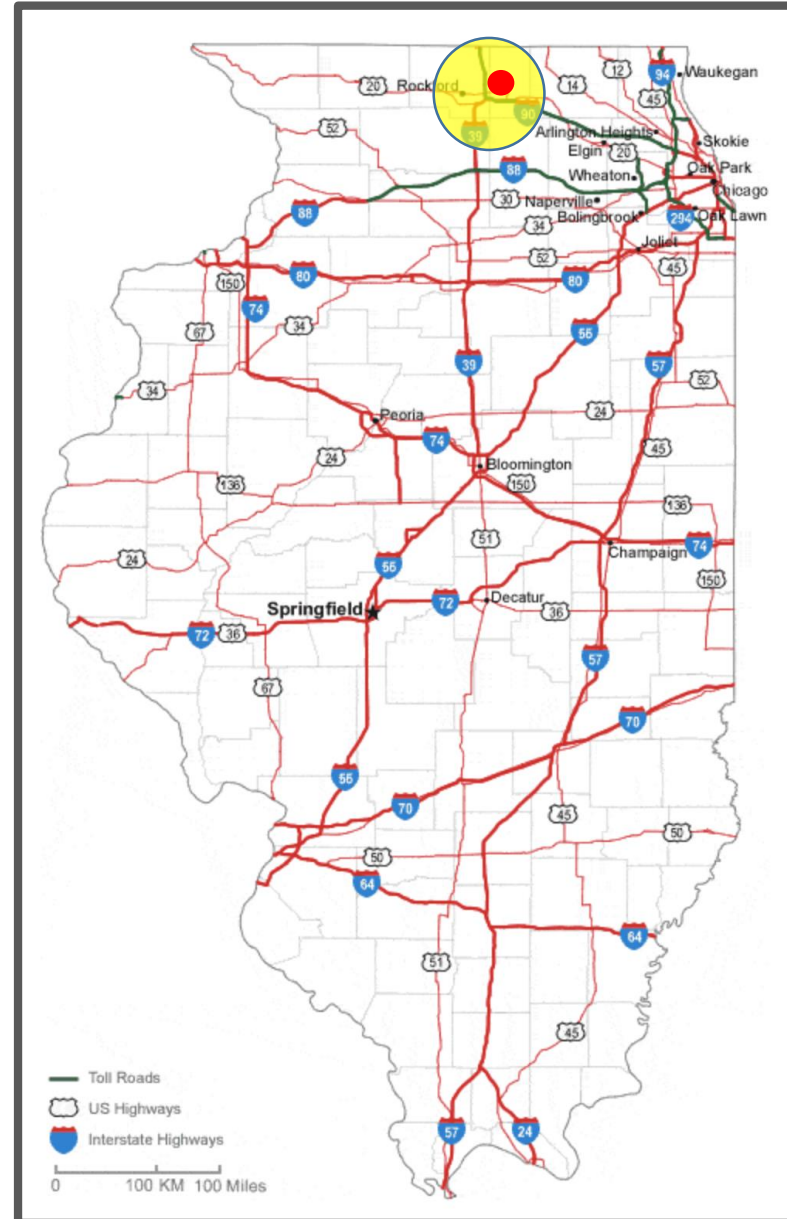 12
94
Waukegan
20
Rockford
14
45
90
52
39
Arlington Heights
Skokie
Elgin
20
88
Wheaton
Oak Park
Chicago
30
Naperville
88
34
Bolingbrook
294
Oak Lawn
52
Joliet
45
80
150
80
74
34
67
55
39
57
52
34
Peoria
24
74
45
24
Bloomington
136
150
136
51
24
55
Champaign
74
150
Springfield
72
Decatur
36
72
36
57
67
70
55
70
45
50
50
64
64
51
45
Toll Roads
US Highways
57
24
Interstate Highways
0 100 KM 100 Miles